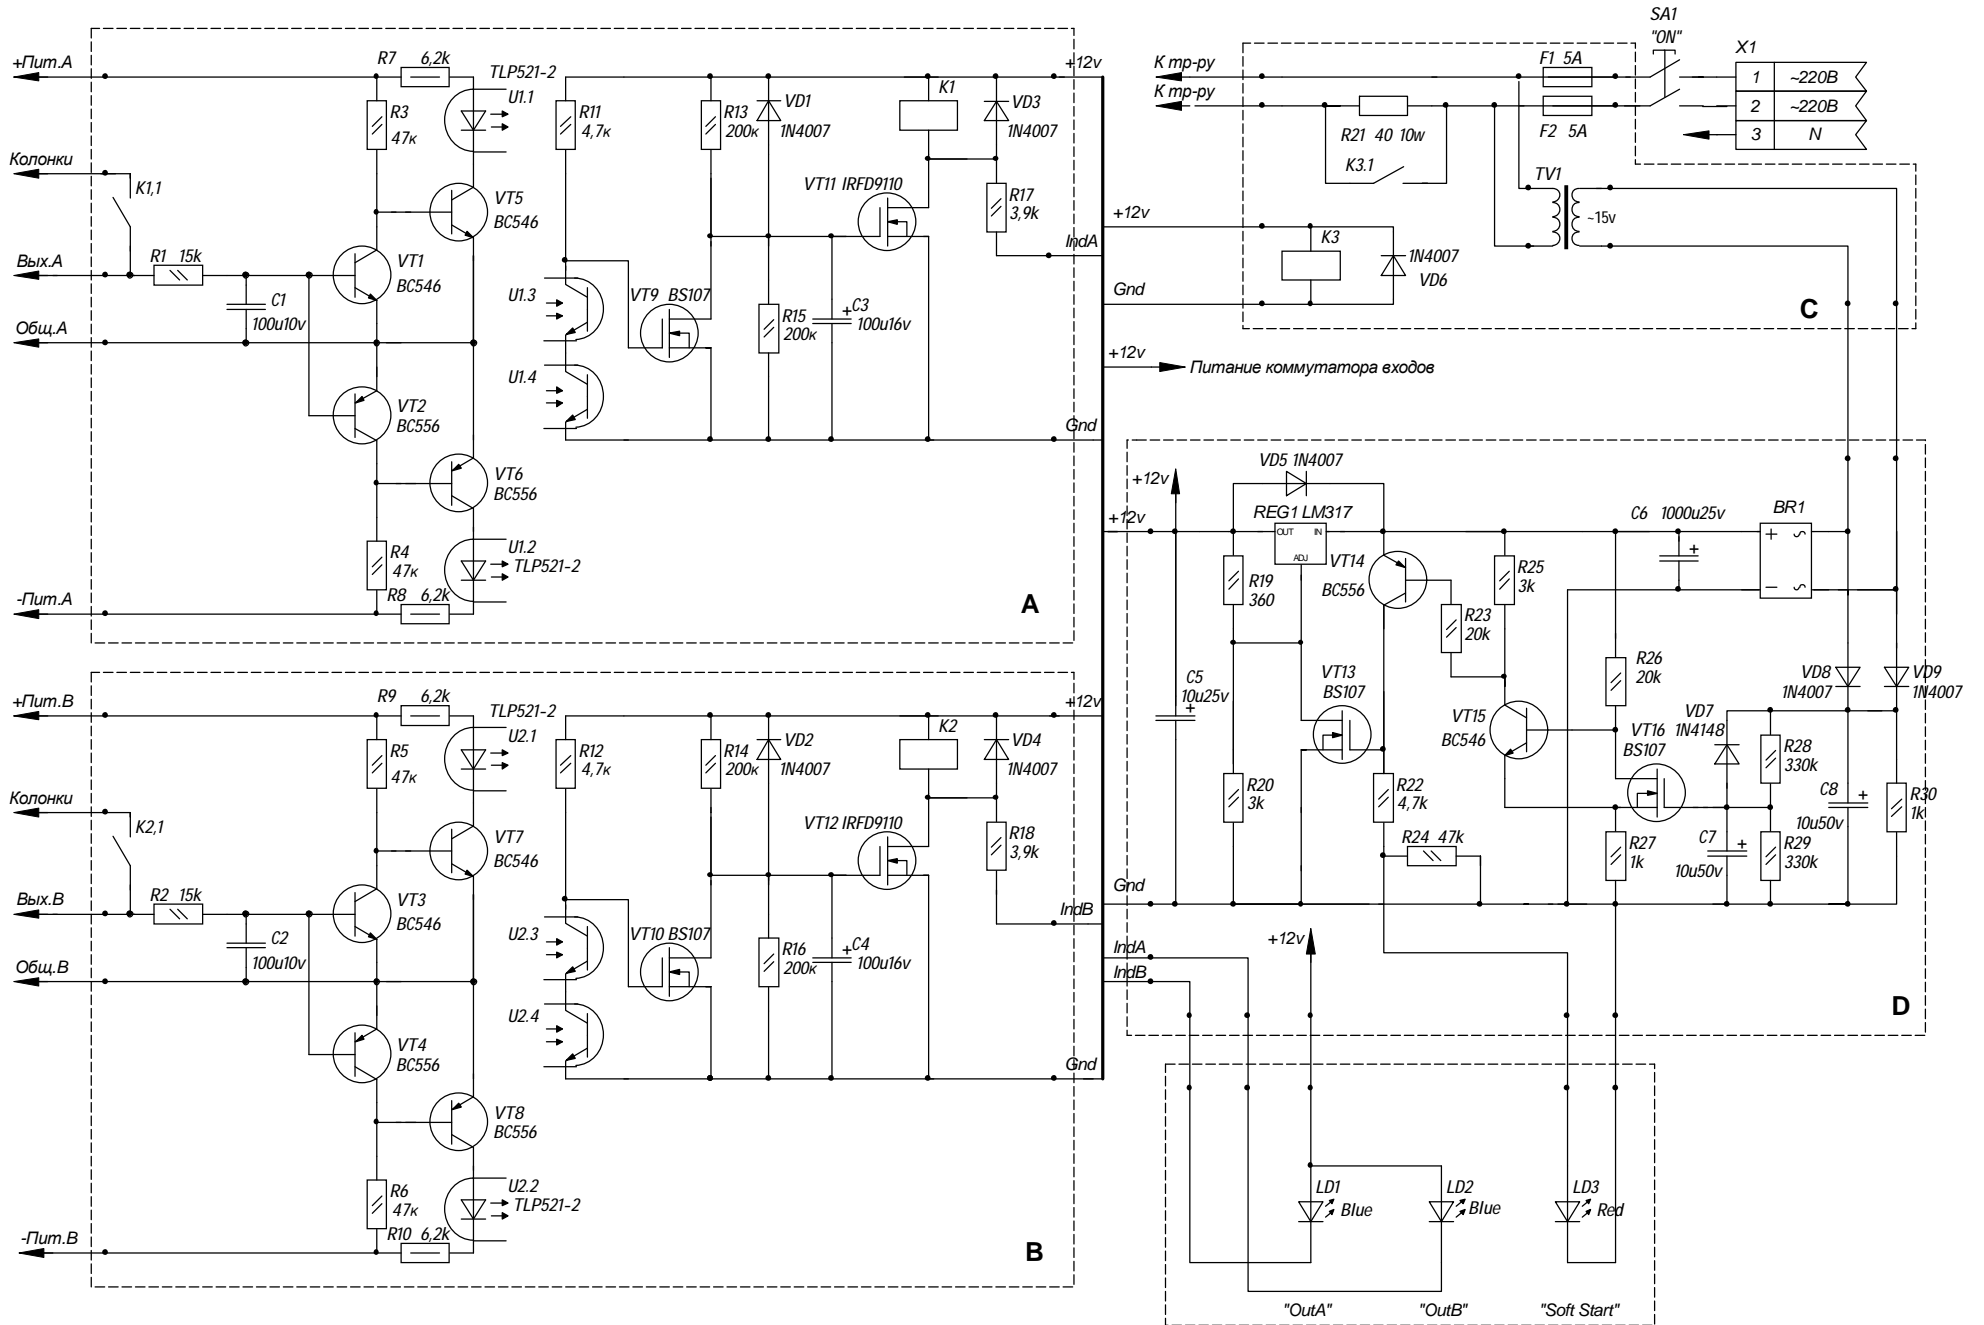 SA1
"ON"
X1
1 ~220В
2 ~220В
3 N
F1 5A
F2 5A
К тр-ру
К тр-ру
R21 40 10w
K3.1
TV1
~15v
+12v
K3
1N4007
VD6
Gnd
C
+12v
Питание коммутатора входов
+Пит.А
R7 6,2k
TLP521-2
U1.1
R3
47к
Колонки
K1,1
VT5
BC546
Вых.А
R1 15k
VT1
BC546
C1
100u10v
Общ.А
VT2
BC556
VT6
BC556
R4
47к
U1.2
TLP521-2
-Пит.А
R8 6,2k
R11
4,7к
R13
200к
VD1
1N4007
K1
VD3
1N4007
+12v
VT11 IRFD9110
R17
3,9k
IndA
U1.3
VT9 BS107
R15
200к
+C3
100u16v
U1.4
Gnd
A
+Пит.В
R9 6,2k
TLP521-2
U2.1
R5
47к
Колонки
K2,1
VT7
BC546
Вых.В
R2 15k
VT3
BC546
C2
100u10v
Общ.В
VT4
BC556
VT8
BC556
R6
47к
U2.2
TLP521-2
-Пит.В
R10 6,2k
R12
4,7к
R14
200к
VD2
1N4007
K2
VD4
1N4007
+12v
VT12 IRFD9110
R18
3,9k
IndB
U2.3
VT10 BS107
R16
200к
+C4
100u16v
U2.4
Gnd
B
+12v
VD5 1N4007
+12v
REG1 LM317
OUT IN
ADJ
VT14
BC556
R19
360
R25
3k
C6 1000u25v
+
BR1
+ ~
− ~
R23
20k
C5
10u25v
+
VT13
BS107
R26
20k
VD8
1N4007
VD9
1N4007
VT15
BC546
VT16
BS107
VD7
1N4148
R28
330k
R20
3k
R22
4,7k
C8 +
10u50v
R30
1k
R24 47k
R27
1k
C7 +
10u50v
R29
330k
Gnd
IndA
IndB
+12v
D
LD1
Blue
LD2
Blue
LD3
Red
"OutA"
"OutB"
"Soft Start"